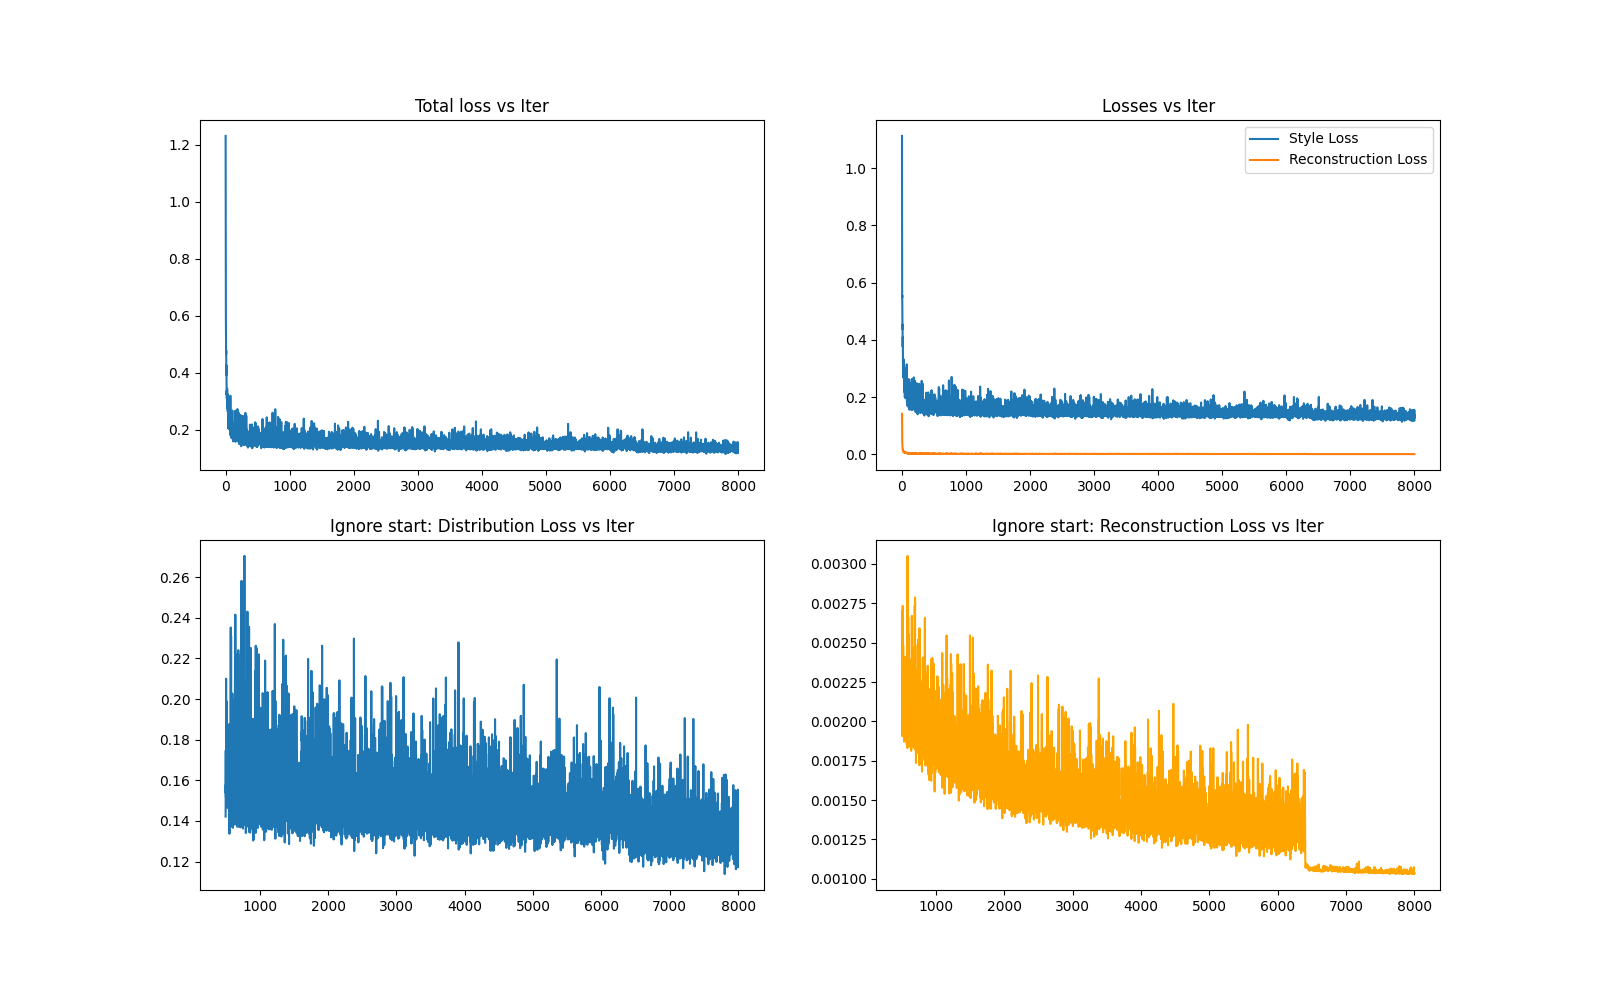 Total loss vs Iter
1.2
1.0
0.8
0.6
0.4
0.2
0 1000 2000 3000 4000 5000 6000 7000 8000
Losses vs Iter
Style Loss
Reconstruction Loss
1.0
0.8
0.6
0.4
0.2
0.0
0 1000 2000 3000 4000 5000 6000 7000 8000
Ignore start: Distribution Loss vs Iter
0.26
0.24
0.22
0.20
0.18
0.16
0.14
0.12
1000 2000 3000 4000 5000 6000 7000 8000
Ignore start: Reconstruction Loss vs Iter
0.00300
0.00275
0.00250
0.00225
0.00200
0.00175
0.00150
0.00125
0.00100
1000 2000 3000 4000 5000 6000 7000 8000